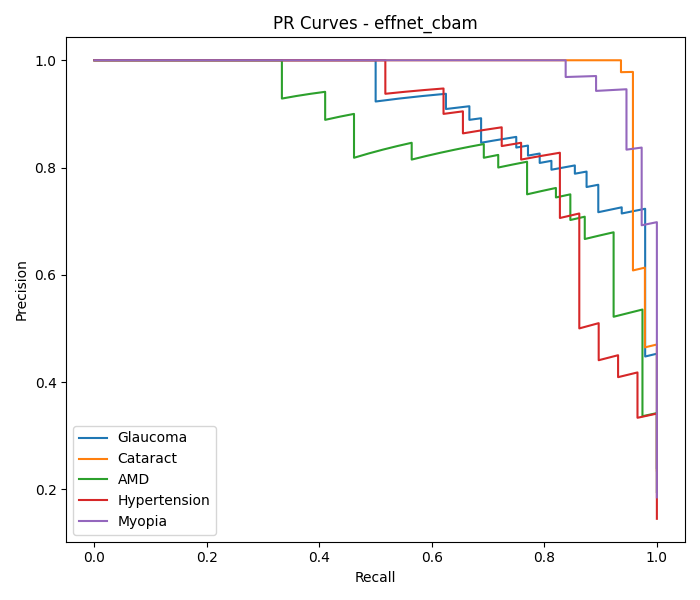 PR Curves - effnet_cbam
1.0
0.8
0.6
0.4
0.2
Precision
Glaucoma
Cataract
AMD
Hypertension
Myopia
0.0 0.2 0.4 0.6 0.8 1.0
Recall